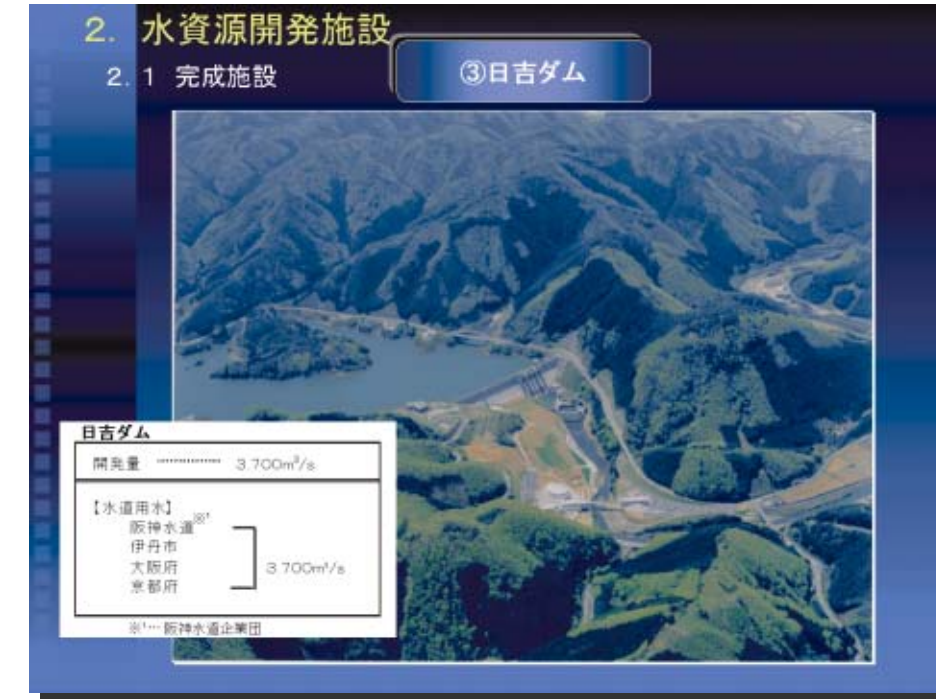 2. 水資源開発施設
2. 1 完成施設
③日吉ダム
日吉ダム
開発量 ………… 3.700m³/s
【水道用水】
阪神水道※¹
伊丹市
大阪府
京都府
3.700m³/s
※¹… 阪神水道企業団